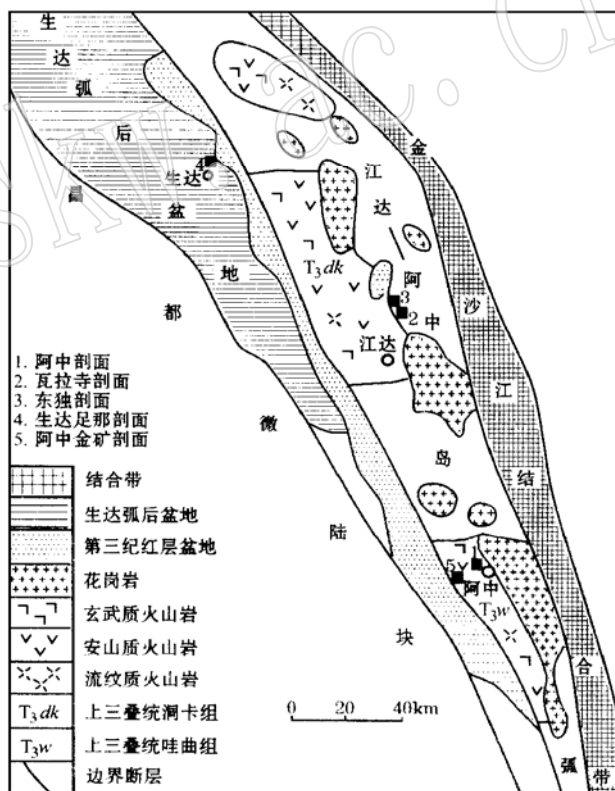 生达弧后盆地
昌都微陆块
金沙江结合带
江达
阿中
岛
弧
4
生达
T₃dk
3
2
江达
1
5
阿中
T₃w
1. 阿中剖面
2. 瓦拉寺剖面
3. 东独剖面
4. 生达足那剖面
5. 阿中金矿剖面
结合带
生达弧后盆地
第三纪红层盆地
花岗岩
玄武质火山岩
安山质火山岩
流纹质火山岩
T₃dk 上三叠统洞卡组
T₃w 上三叠统哇曲组
边界断层
0 20 40km